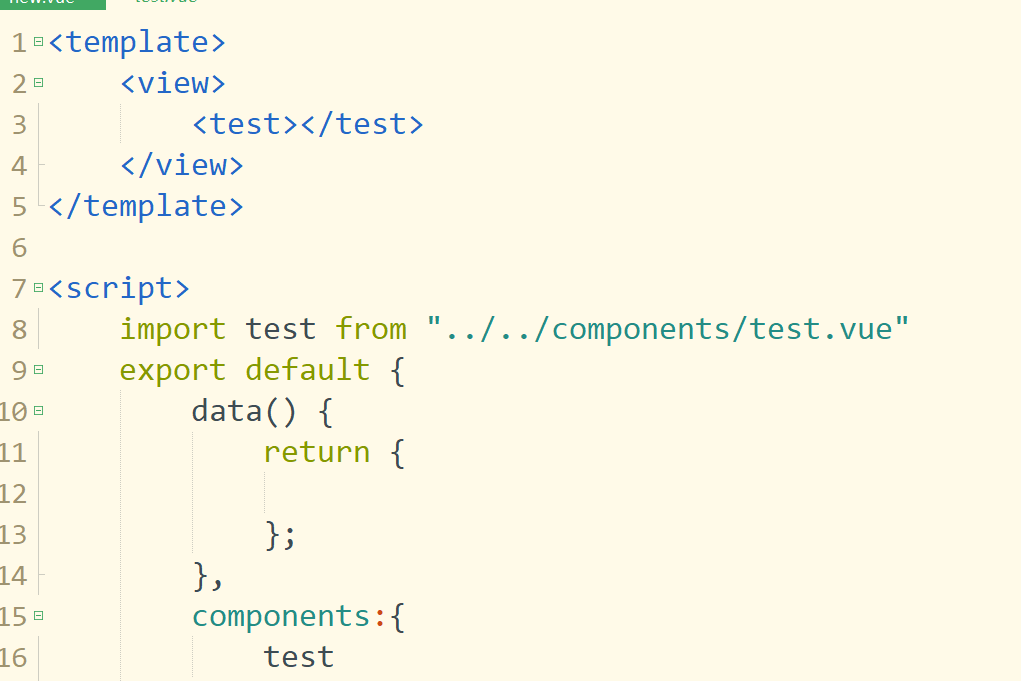 new.vue test.vue
1 <template>
2 <view>
3 <test></test>
4 </view>
5 </template>
6
7 <script>
8 import test from "../../components/test.vue"
9 export default {
10 data() {
11 return {
12
13 };
14 },
15 components:{
16 test